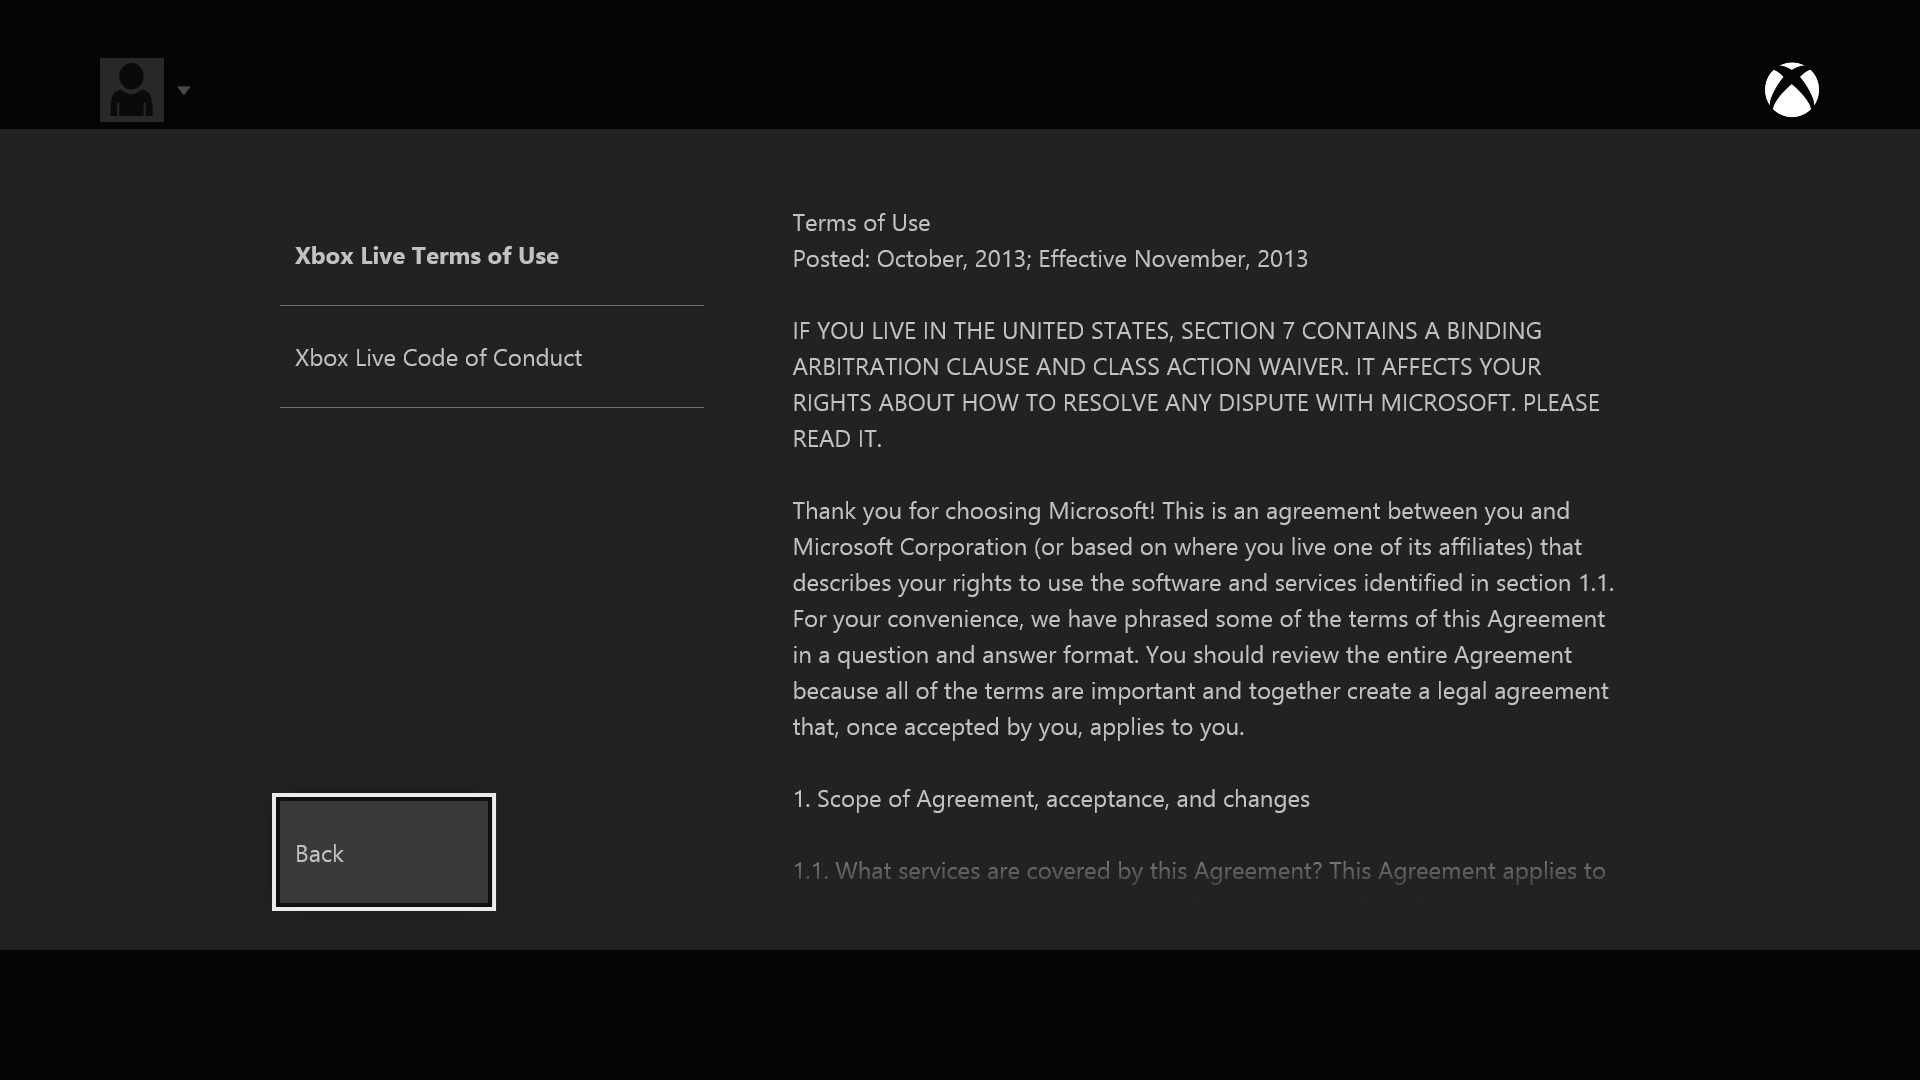 Xbox Live Terms of Use
Xbox Live Code of Conduct
Back
Terms of Use
Posted: October, 2013; Effective November, 2013
IF YOU LIVE IN THE UNITED STATES, SECTION 7 CONTAINS A BINDING
ARBITRATION CLAUSE AND CLASS ACTION WAIVER. IT AFFECTS YOUR
RIGHTS ABOUT HOW TO RESOLVE ANY DISPUTE WITH MICROSOFT. PLEASE
READ IT.
Thank you for choosing Microsoft! This is an agreement between you and
Microsoft Corporation (or based on where you live one of its affiliates) that
describes your rights to use the software and services identified in section 1.1.
For your convenience, we have phrased some of the terms of this Agreement
in a question and answer format. You should review the entire Agreement
because all of the terms are important and together create a legal agreement
that, once accepted by you, applies to you.
1. Scope of Agreement, acceptance, and changes
1.1. What services are covered by this Agreement? This Agreement applies to